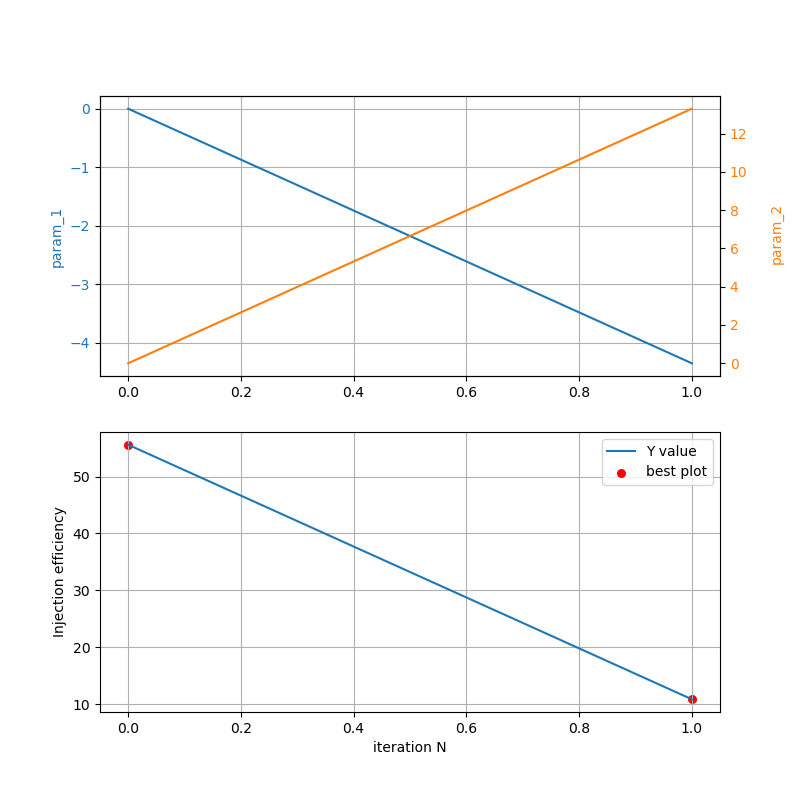 0
−1
−2
−3
−4
param_1
12
10
8
6
4
2
0
param_2
0.0 0.2 0.4 0.6 0.8 1.0
Y value
best plot
50
40
30
20
10
Injection efficiency
0.0 0.2 0.4 0.6 0.8 1.0
iteration N